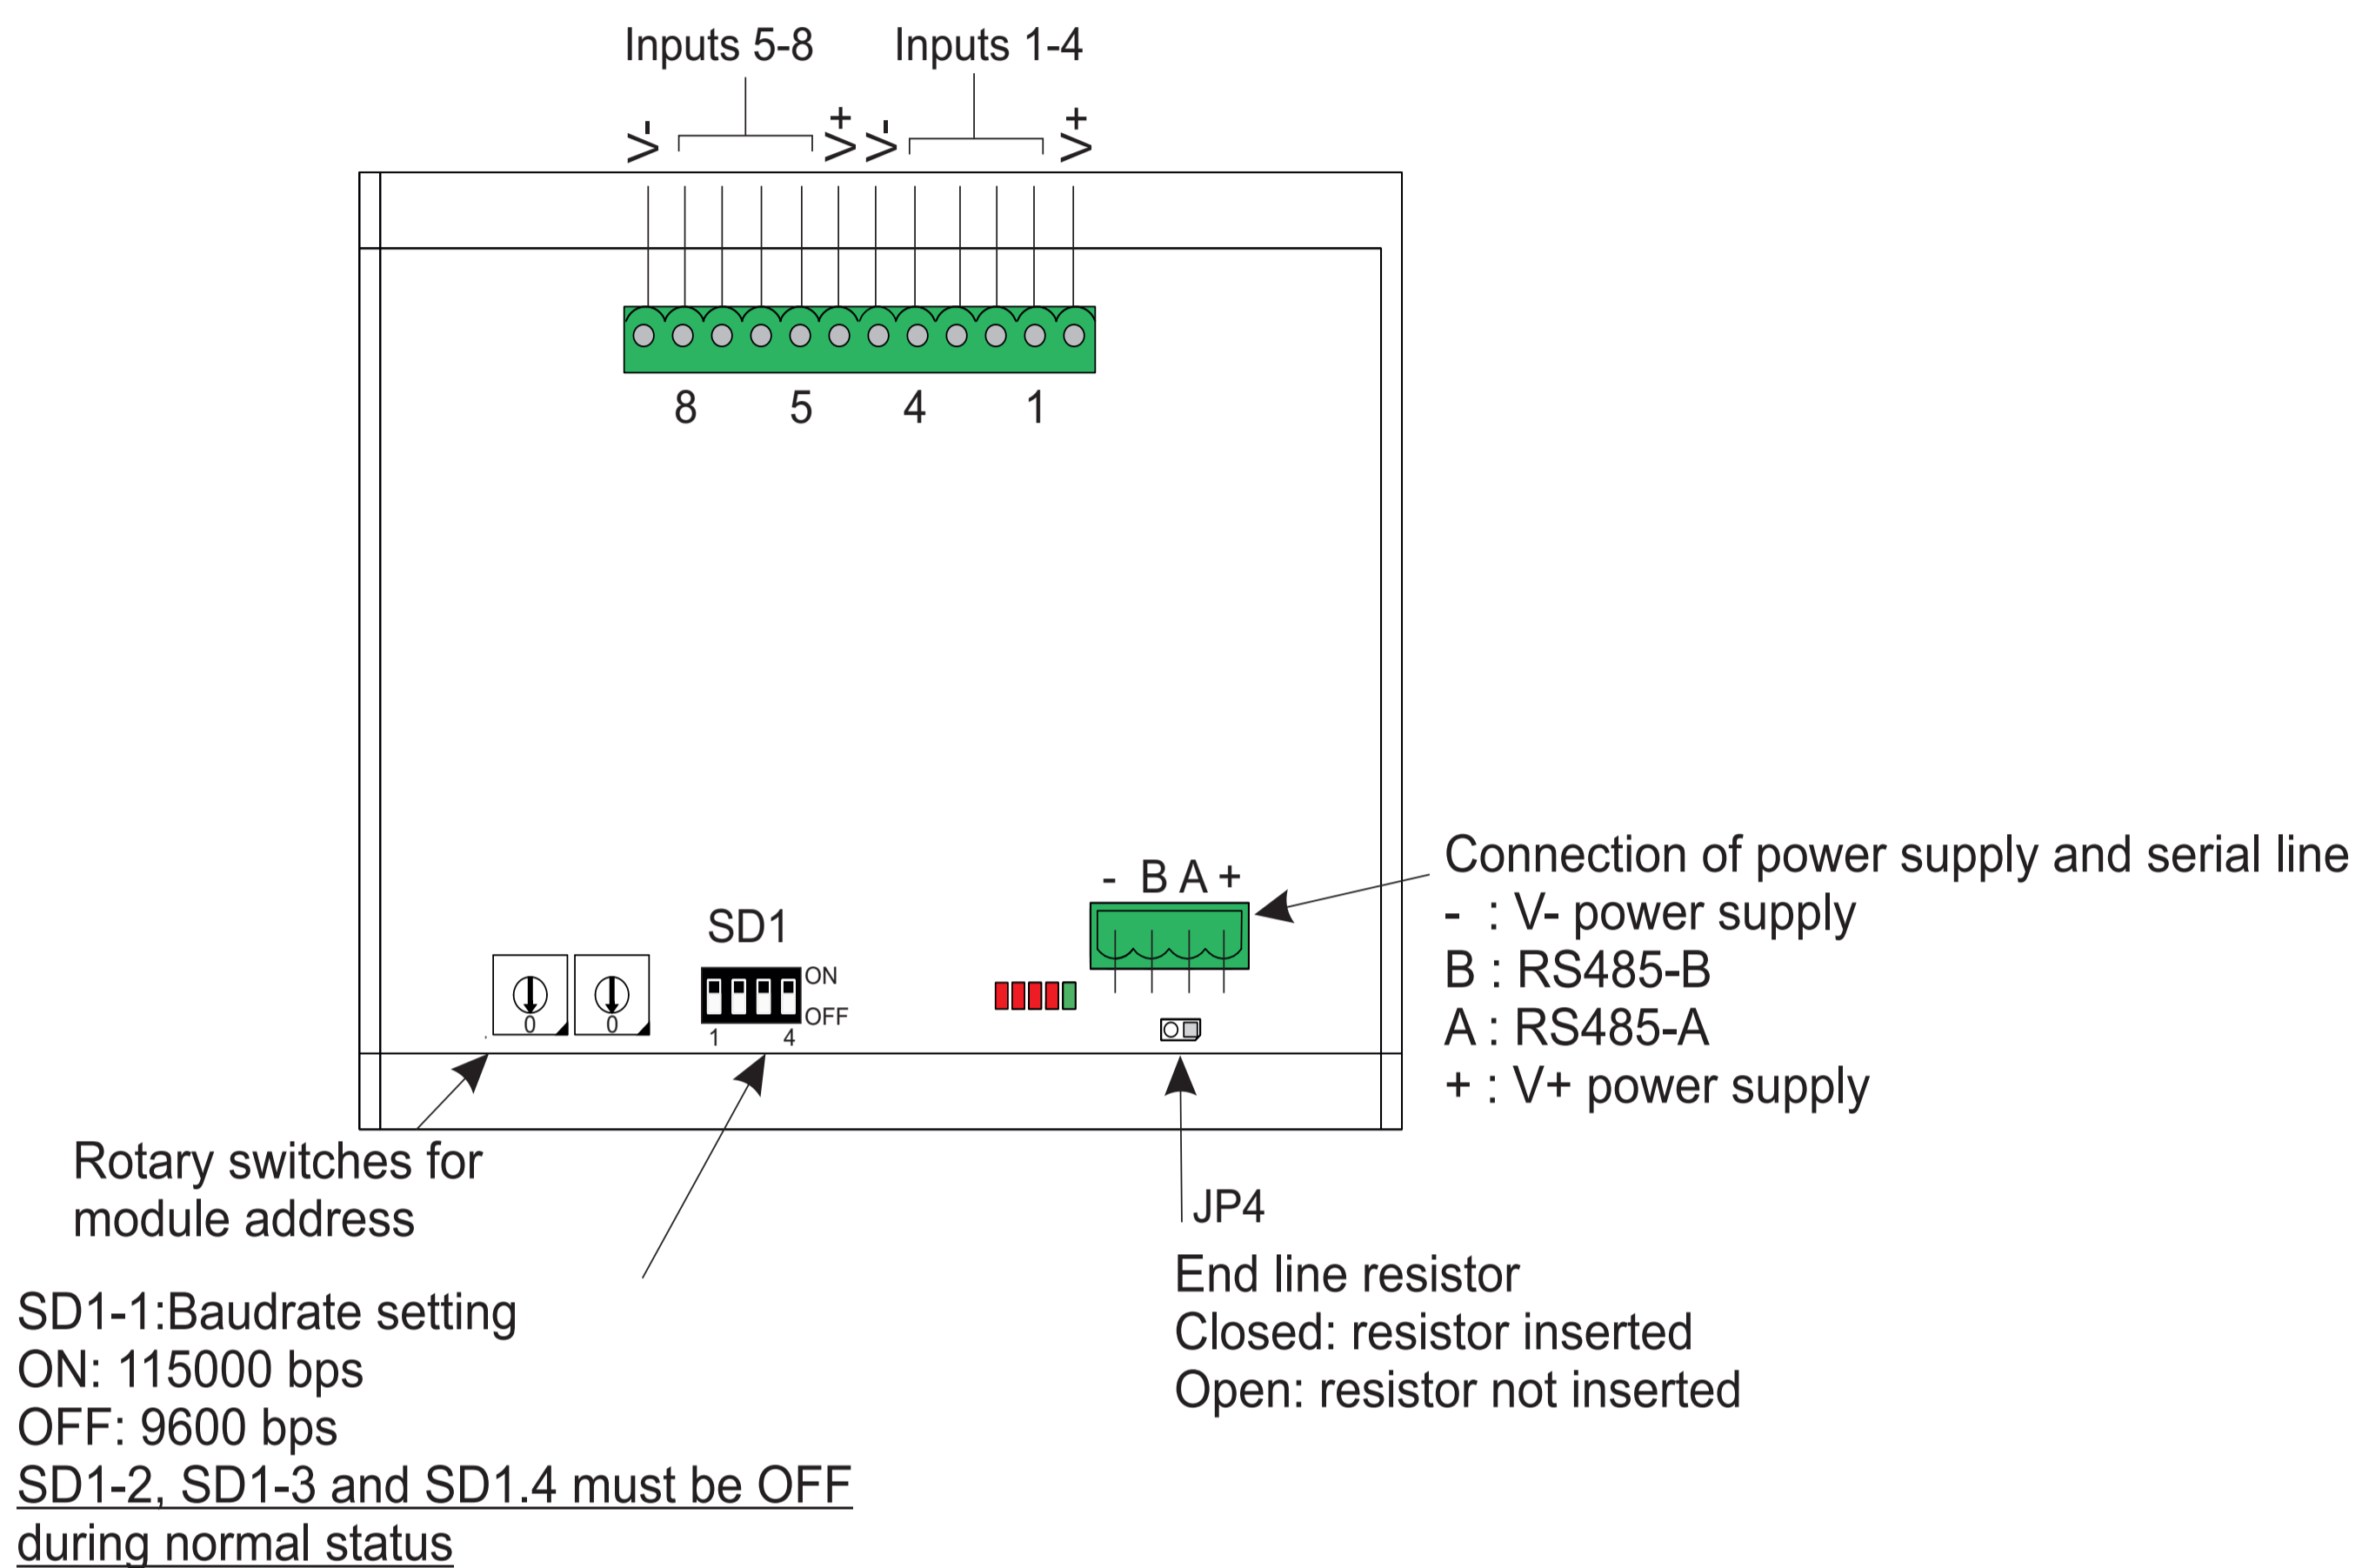 Inputs 5-8
Inputs 1-4
V-
V+
V-
V+
8 5 4 1
- B A +
Connection of power supply and serial line
- : V- power supply
B : RS485-B
A : RS485-A
+ : V+ power supply
SD1
ON
OFF
0 0
1 4
Rotary switches for
module address
JP4
End line resistor
Closed: resistor inserted
Open: resistor not inserted
SD1-1:Baudrate setting
ON: 115000 bps
OFF: 9600 bps
SD1-2, SD1-3 and SD1.4 must be OFF
during normal status